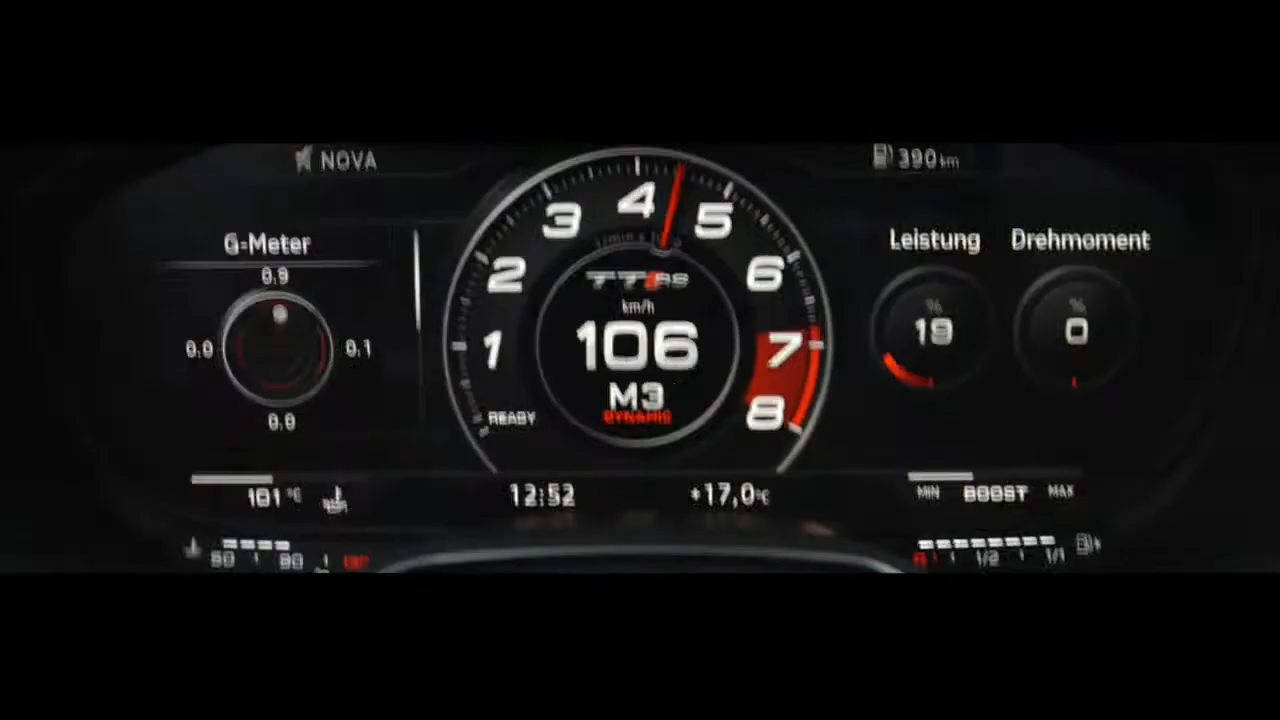 NOVA
390 km
G-Meter
0.9
0.0
0.1
0.0
1
2
3
4
5
6
7
8
TTRS
km/h
106
M3
DYNAMIC
READY
Leistung
%
19
Drehmoment
%
0
101 °C
12:52
+17,0°C
MIN BOOST MAX
1/2
1/1